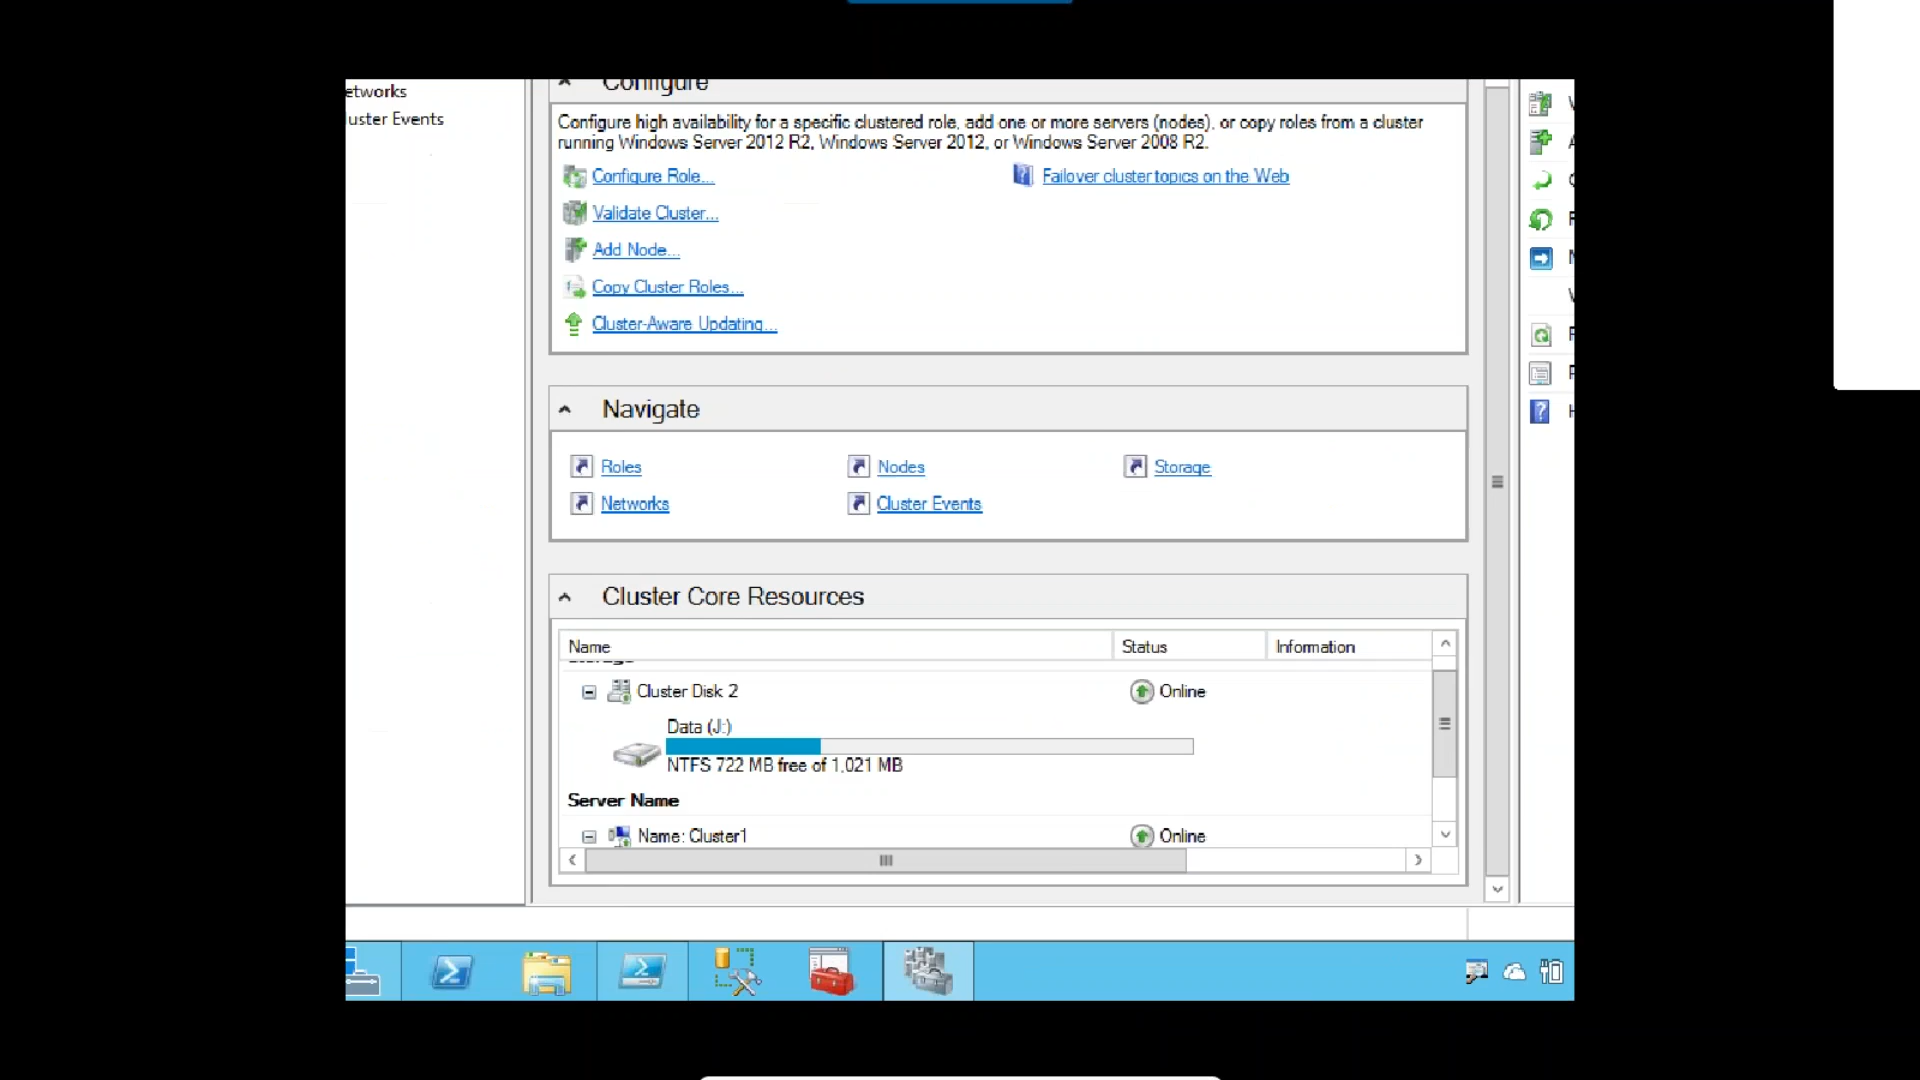 etworks
uster Events
Configure
Configure high availability for a specific clustered role, add one or more servers (nodes), or copy roles from a cluster
running Windows Server 2012 R2, Windows Server 2012, or Windows Server 2008 R2.
Configure Role...
Failover cluster topics on the Web
Validate Cluster...
Add Node...
Copy Cluster Roles...
Cluster-Aware Updating...
Navigate
Roles
Nodes
Storage
Networks
Cluster Events
Cluster Core Resources
Name
Status
Information
Storage
Cluster Disk 2
Online
Data (J:)
NTFS 722 MB free of 1,021 MB
Server Name
Name: Cluster1
Online